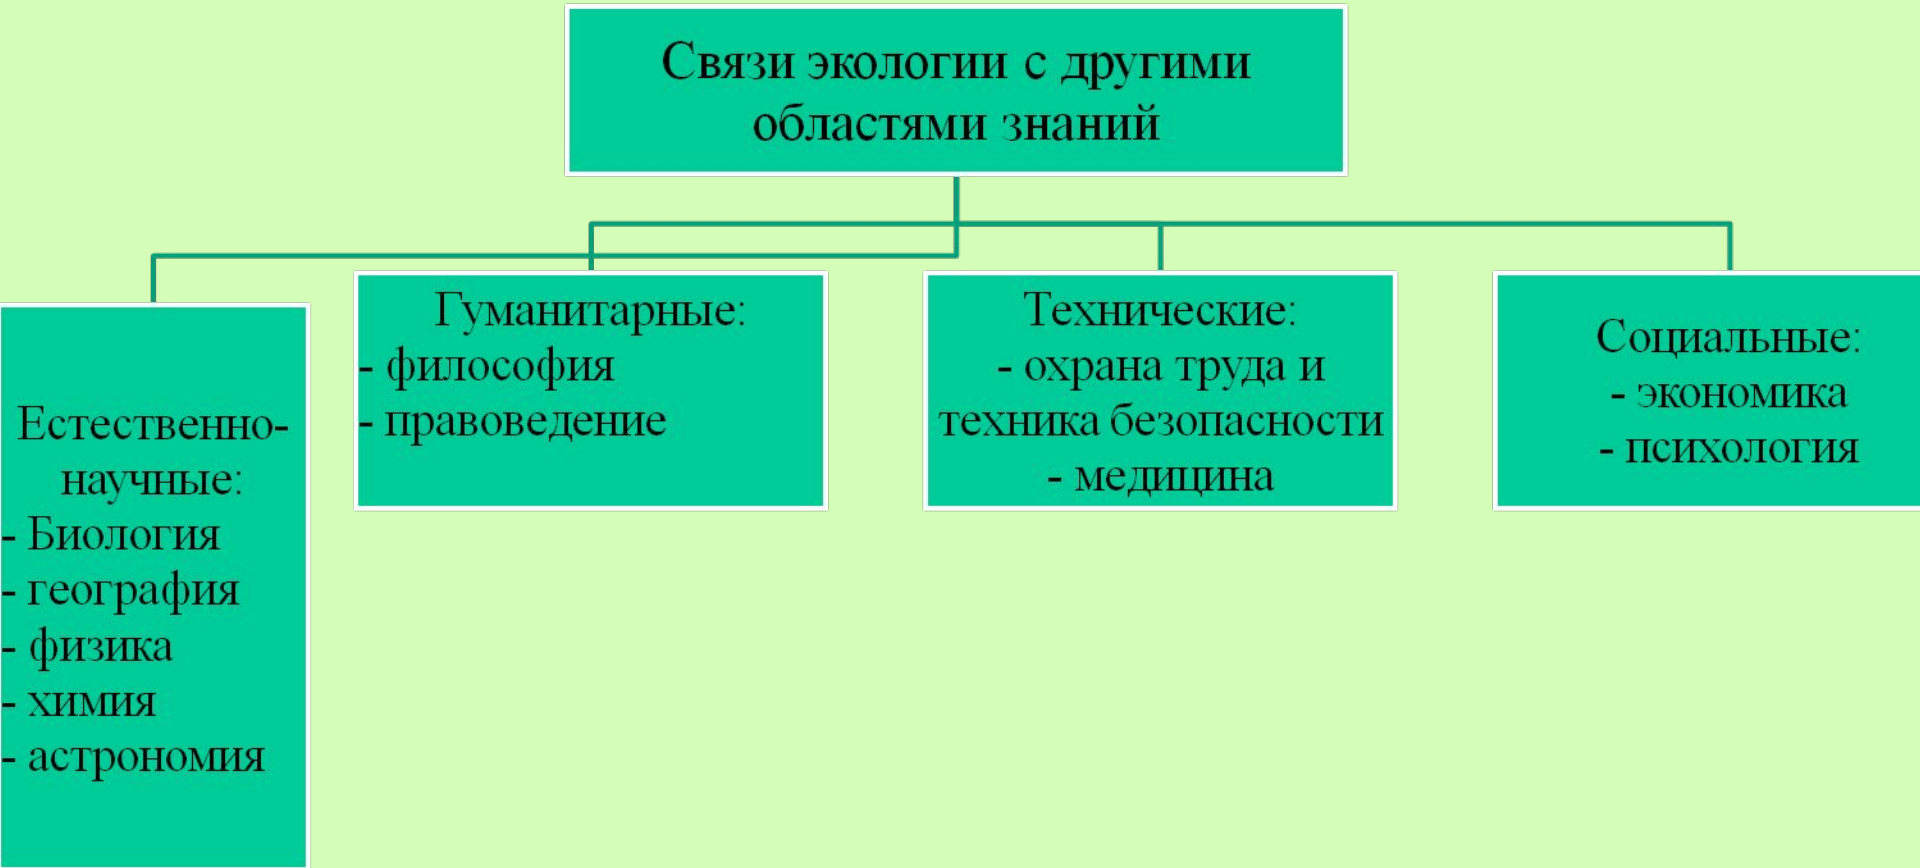 Связи экологии с другими
областями знаний
Естественно-
научные:
- Биология
- география
- физика
- химия
- астрономия
Гуманитарные:
- философия
- правоведение
Технические:
- охрана труда и
техника безопасности
- медицина
Социальные:
- экономика
- психология